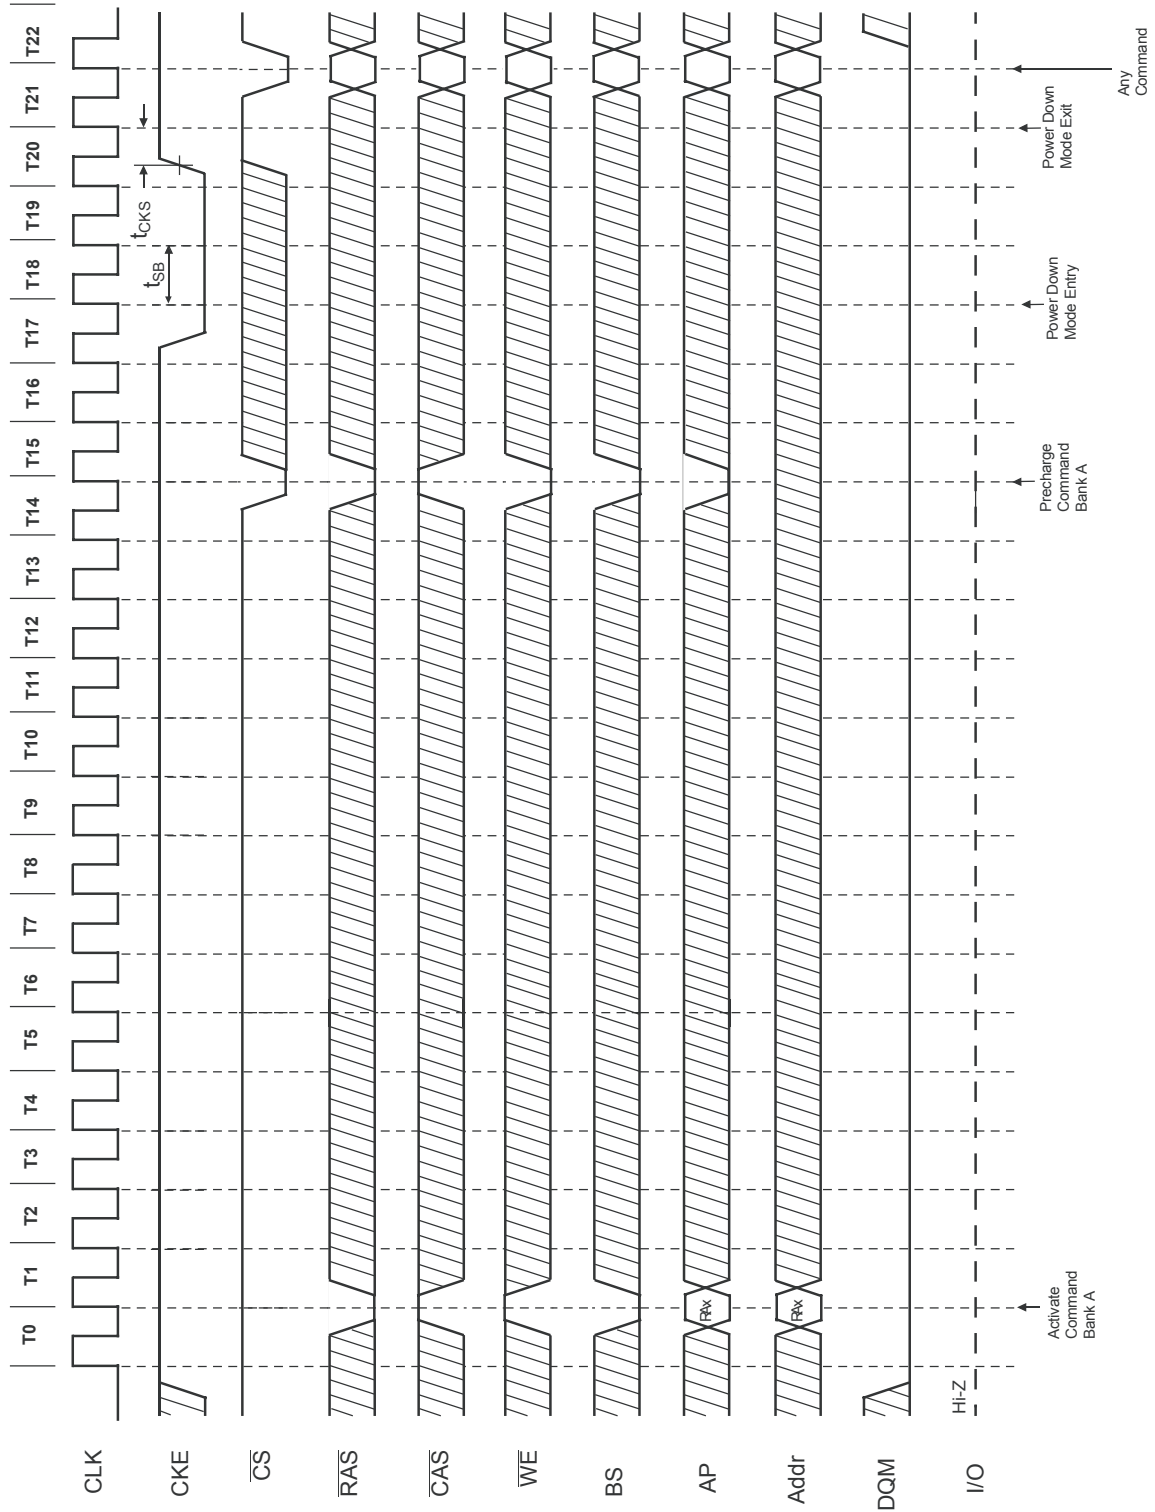 T0 T1 T2 T3 T4 T5 T6 T7 T8 T9 T10 T11 T12 T13 T14 T15 T16 T17 T18 T19 T20 T21 T22
CLK
CKE
tSB
tCKS
CS
RAS
CAS
WE
BS
AP
RAx
Addr
RAx
DQM
I/O
Hi-Z
Activate
Command
Bank A
Precharge
Command
Bank A
Power Down
Mode Entry
Power Down
Mode Exit
Any
Command